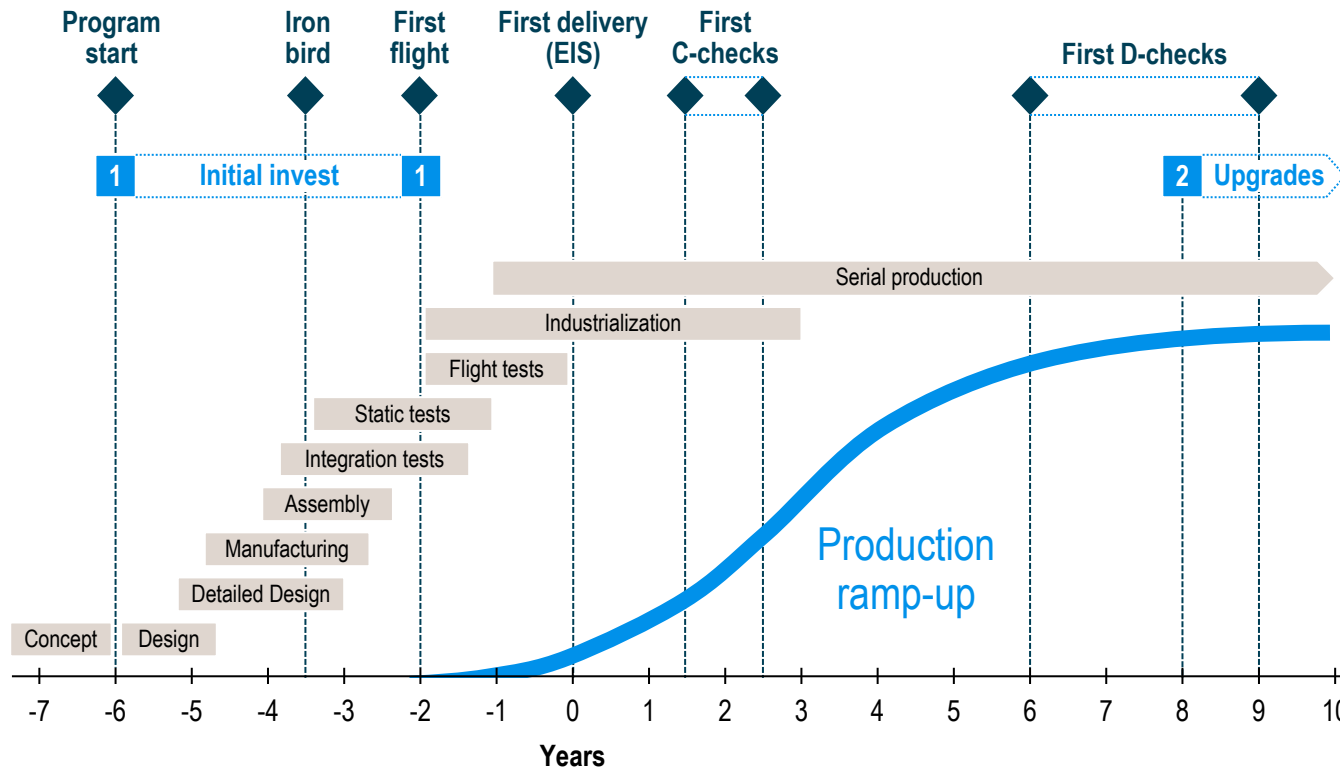 Program
start
Iron
bird
First
flight
First delivery
(EIS)
First
C-checks
First D-checks
1
Initial invest
1
2
Upgrades
Serial production
Industrialization
Flight tests
Static tests
Integration tests
Assembly
Manufacturing
Detailed Design
Concept
Design
Production
ramp-up
-7 -6 -5 -4 -3 -2 -1 0 1 2 3 4 5 6 7 8 9 10
Years